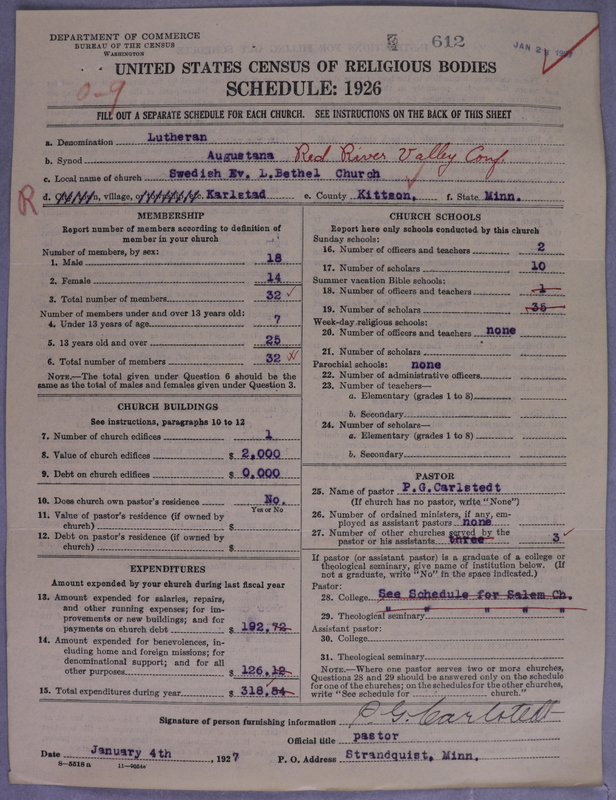 DEPARTMENT OF COMMERCE
BUREAU OF THE CENSUS
WASHINGTON
612
JAN 2
UNITED STATES CENSUS OF RELIGIOUS BODIES
SCHEDULE: 1926
0-9
FILL OUT A SEPARATE SCHEDULE FOR EACH CHURCH. SEE INSTRUCTIONS ON THE BACK OF THIS SHEET
a. Denomination Lutheran
b. Synod Augustana Red River Valley Conf.
c. Local name of church Swedish Ev. L.Bethel Church
R d. village, Karlstad e. County Kittson, f. State Minn.
MEMBERSHIP
Report number of members according to definition of
member in your church
Number of members, by sex:
1. Male 18
2. Female 14
3. Total number of members 32
Number of members under and over 13 years old:
4. Under 13 years of age 7
5. 13 years old and over 25
6. Total number of members 32
NOTE.—The total given under Question 6 should be the
same as the total of males and females given under Question 3.
CHURCH BUILDINGS
See instructions, paragraphs 10 to 12
7. Number of church edifices 1
8. Value of church edifices $ 2,000
9. Debt on church edifices $ 0,000
10. Does church own pastor's residence No.
Yes or No
11. Value of pastor's residence (if owned by
church) $
12. Debt on pastor's residence (if owned by
church) $
EXPENDITURES
Amount expended by your church during last fiscal year
13. Amount expended for salaries, repairs,
and other running expenses; for im-
provements or new buildings; and for
payments on church debt $ 192,72
14. Amount expended for benevolences, in-
cluding home and foreign missions; for
denominational support; and for all
other purposes $ 126,12
15. Total expenditures during year $ 318,84
CHURCH SCHOOLS
Report here only schools conducted by this church
Sunday schools:
16. Number of officers and teachers 2
17. Number of scholars 10
Summer vacation Bible schools:
18. Number of officers and teachers 1
19. Number of scholars 35
Week-day religious schools:
20. Number of officers and teachers none
21. Number of scholars
Parochial schools: none
22. Number of administrative officers
23. Number of teachers—
a. Elementary (grades 1 to 8)
b. Secondary
24. Number of scholars—
a. Elementary (grades 1 to 8)
b. Secondary
PASTOR
25. Name of pastor P.G.Carlstedt
(If church has no pastor, write "None")
26. Number of ordained ministers, if any, em-
ployed as assistant pastors none
27. Number of other churches served by the
pastor or his assistants three 3
If pastor (or assistant pastor) is a graduate of a college or
theological seminary, give name of institution below. (If
not a graduate, write "No" in the space indicated.)
Pastor:
28. College See Schedule for Salem Ch.
29. Theological seminary " " " " "
Assistant pastor:
30. College
31. Theological seminary
NOTE.—Where one pastor serves two or more churches,
Questions 28 and 29 should be answered only on the schedule
for one of the churches; on the schedules for the other churches,
write "See schedule for church."
Signature of person furnishing information P. G. Carlstedt
Official title pastor
Date January 4th, 1927 P. O. Address Strandquist, Minn.
8-5518 a